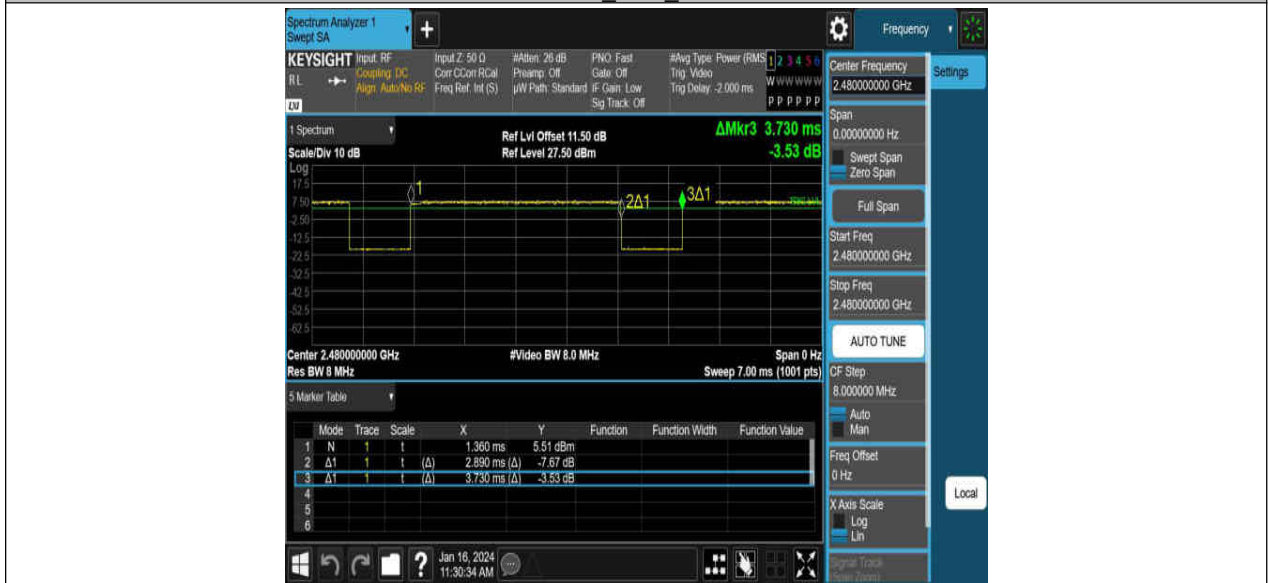 Spectrum Analyzer 1
Swept SA
+
Frequency
KEYSIGHT
RL
LXI
Input: RF
Coupling: DC
Align: Auto/No RF
Input Z: 50 Ω
Corr CCorr RCal
Freq Ref: Int (S)
#Atten: 26 dB
Preamp: Off
µW Path: Standard
PNO: Fast
Gate: Off
IF Gain: Low
Sig Track: Off
#Avg Type: Power (RMS
Trig: Video
Trig Delay: -2.000 ms
1 2 3 4 5 6
W W W W W W
P P P P P P
Center Frequency
2.480000000 GHz
Settings
Span
0.00000000 Hz
Swept Span
Zero Span
Full Span
Start Freq
2.480000000 GHz
Stop Freq
2.480000000 GHz
AUTO TUNE
CF Step
8.000000 MHz
Auto
Man
Freq Offset
0 Hz
X Axis Scale
Log
Lin
Signal Track
(Span Zoom)
Local
1 Spectrum
Scale/Div 10 dB
Ref Lvl Offset 11.50 dB
Ref Level 27.50 dBm
ΔMkr3 3.730 ms
-3.53 dB
Log
17.5
7.50
-2.50
-12.5
-22.5
-32.5
-42.5
-52.5
-62.5
1
2Δ1
3Δ1
Center 2.480000000 GHz
Res BW 8 MHz
#Video BW 8.0 MHz
Span 0 Hz
Sweep 7.00 ms (1001 pts)
5 Marker Table
Mode Trace Scale X Y Function Function Width Function Value
1 N 1 t 1.360 ms 5.51 dBm
2 Δ1 1 t (Δ) 2.890 ms (Δ) -7.67 dB
3 Δ1 1 t (Δ) 3.730 ms (Δ) -3.53 dB
4
5
6
?
Jan 16, 2024
11:30:34 AM